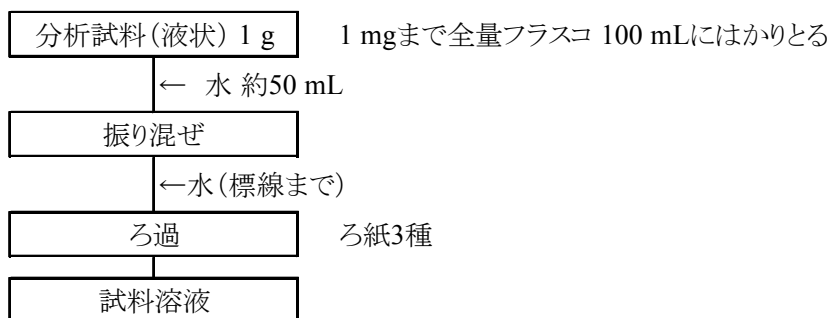 分析試料(液状) 1 g 1 mgまで全量フラスコ 100 mLにはかりとる
← 水 約50 mL
振り混ぜ
←水(標線まで)
ろ過 ろ紙3種
試料溶液